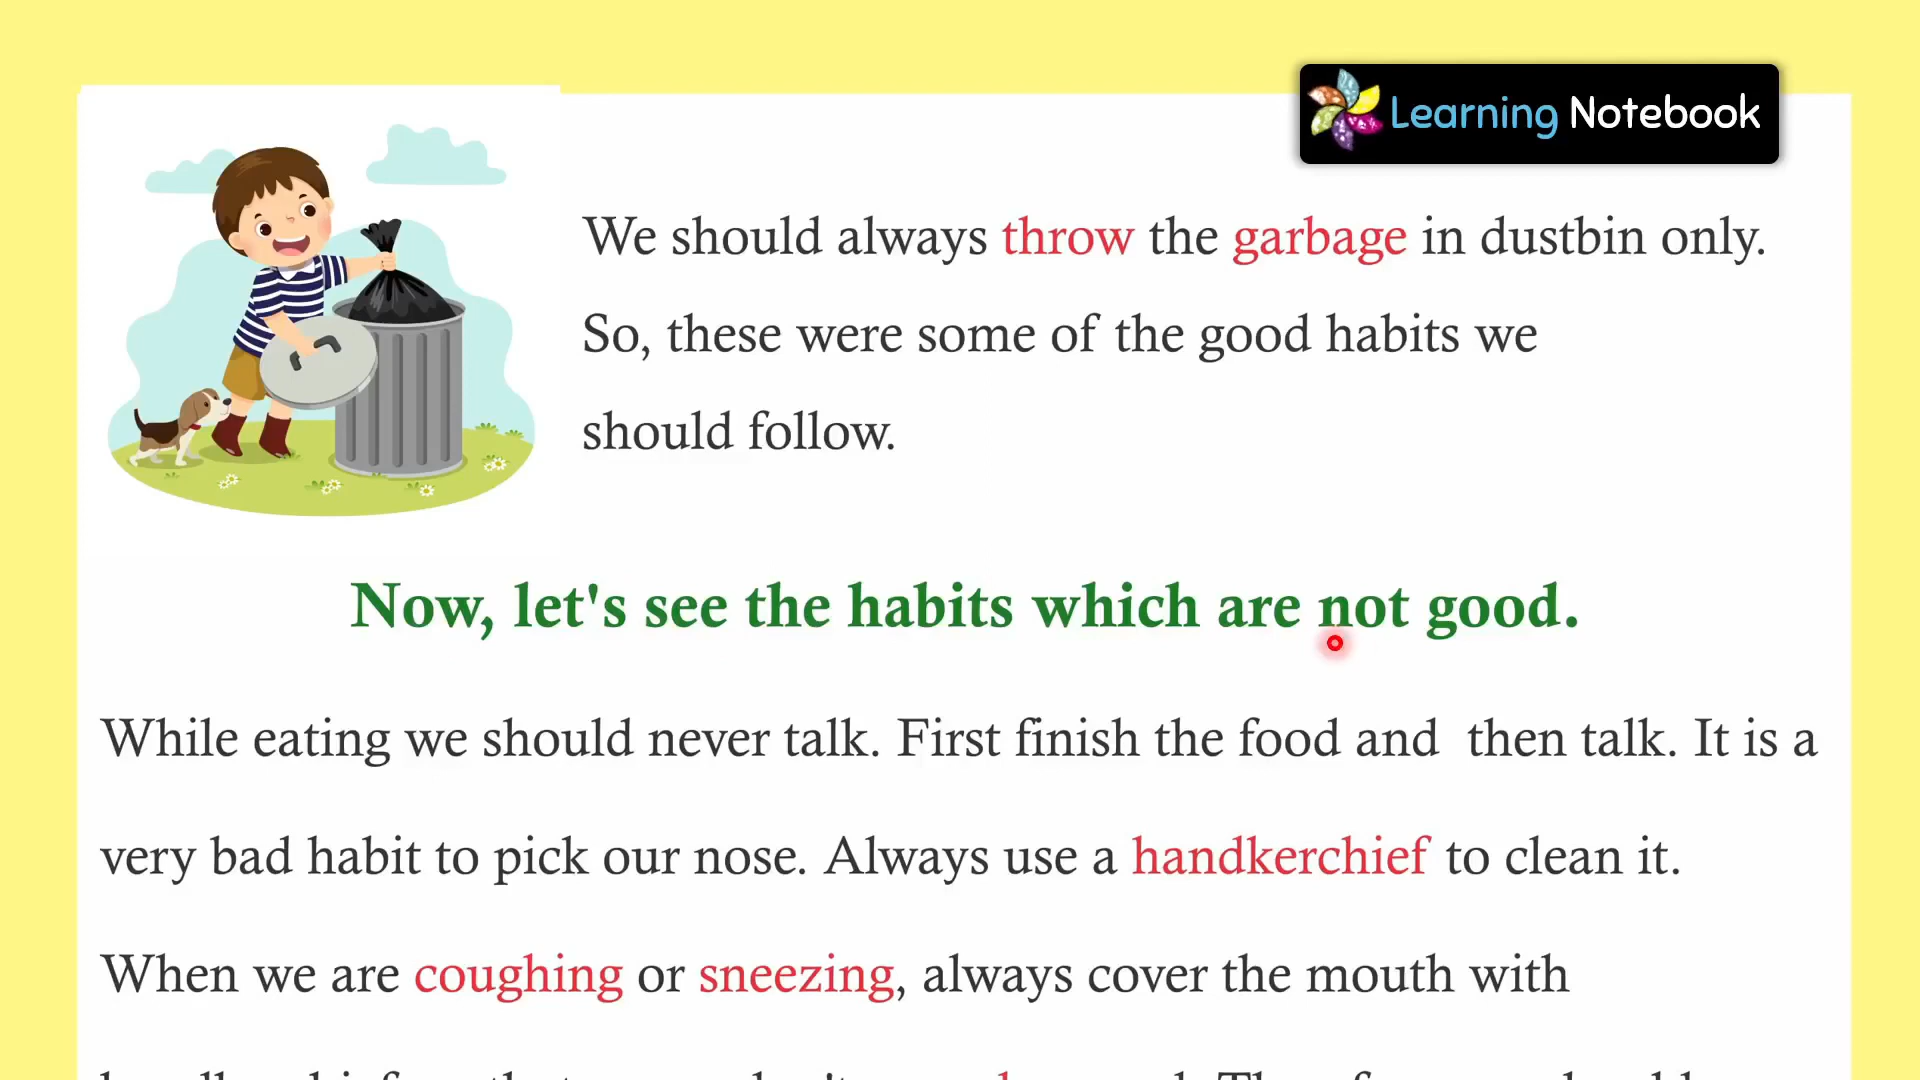 Learning Notebook
We should always throw the garbage in dustbin only.
So, these were some of the good habits we
should follow.
Now, let's see the habits which are not good.
While eating we should never talk. First finish the food and then talk. It is a
very bad habit to pick our nose. Always use a handkerchief to clean it.
When we are coughing or sneezing, always cover the mouth with